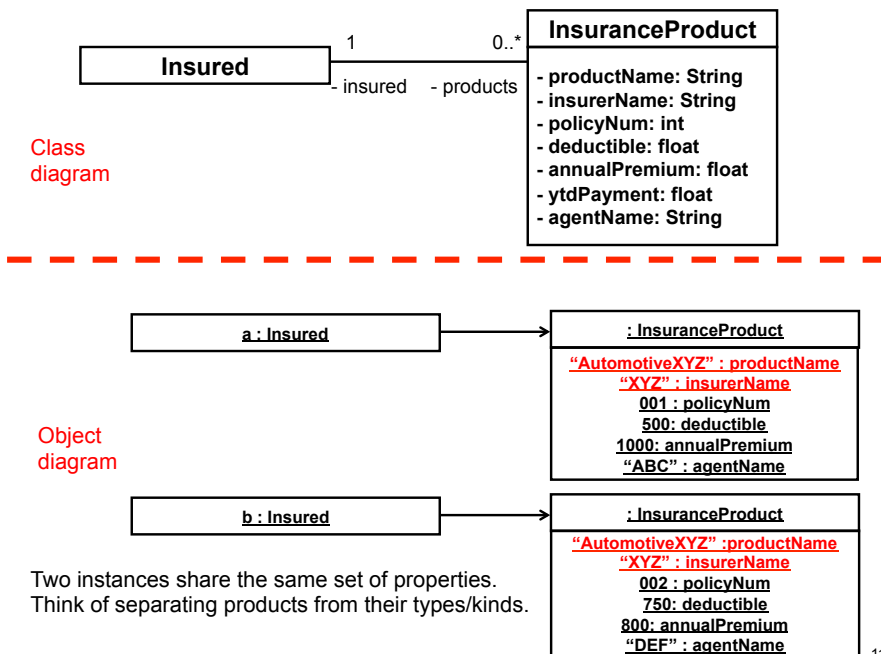 InsuranceProduct
1
0..*
Insured
- insured
- products
- productName: String
- insurerName: String
- policyNum: int
- deductible: float
- annualPremium: float
- ytdPayment: float
- agentName: String
Class
diagram
a : Insured
: InsuranceProduct
“AutomotiveXYZ” : productName
“XYZ” : insurerName
001 : policyNum
500: deductible
1000: annualPremium
“ABC” : agentName
Object
diagram
b : Insured
: InsuranceProduct
“AutomotiveXYZ” :productName
“XYZ” : insurerName
002 : policyNum
750: deductible
800: annualPremium
“DEF” : agentName
Two instances share the same set of properties.
Think of separating products from their types/kinds.